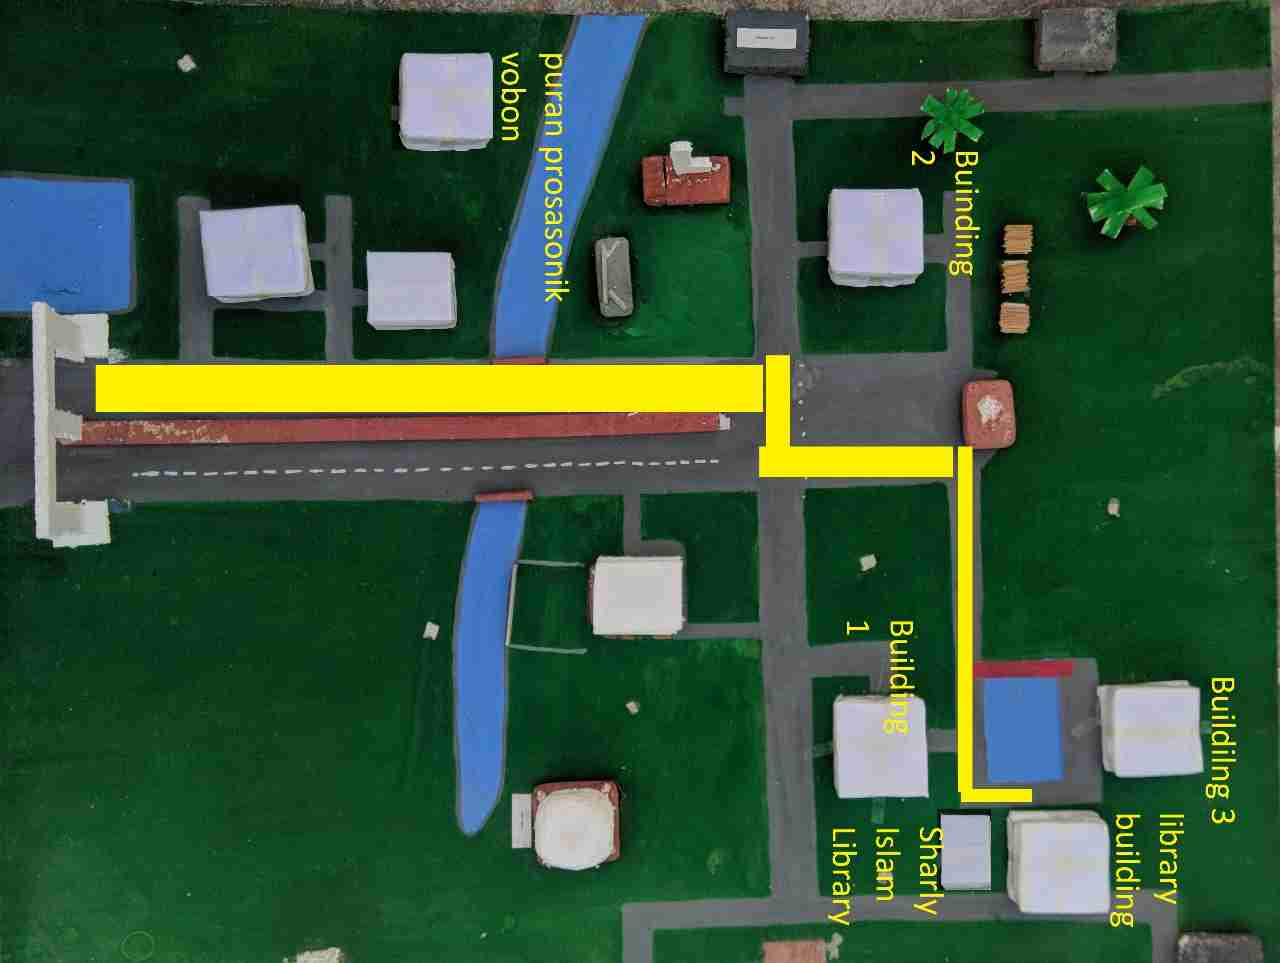 puran prosasonik
vobon
Buinding
2
Building
1
Buildilng 3
library
building
Sharly
Islam
Library